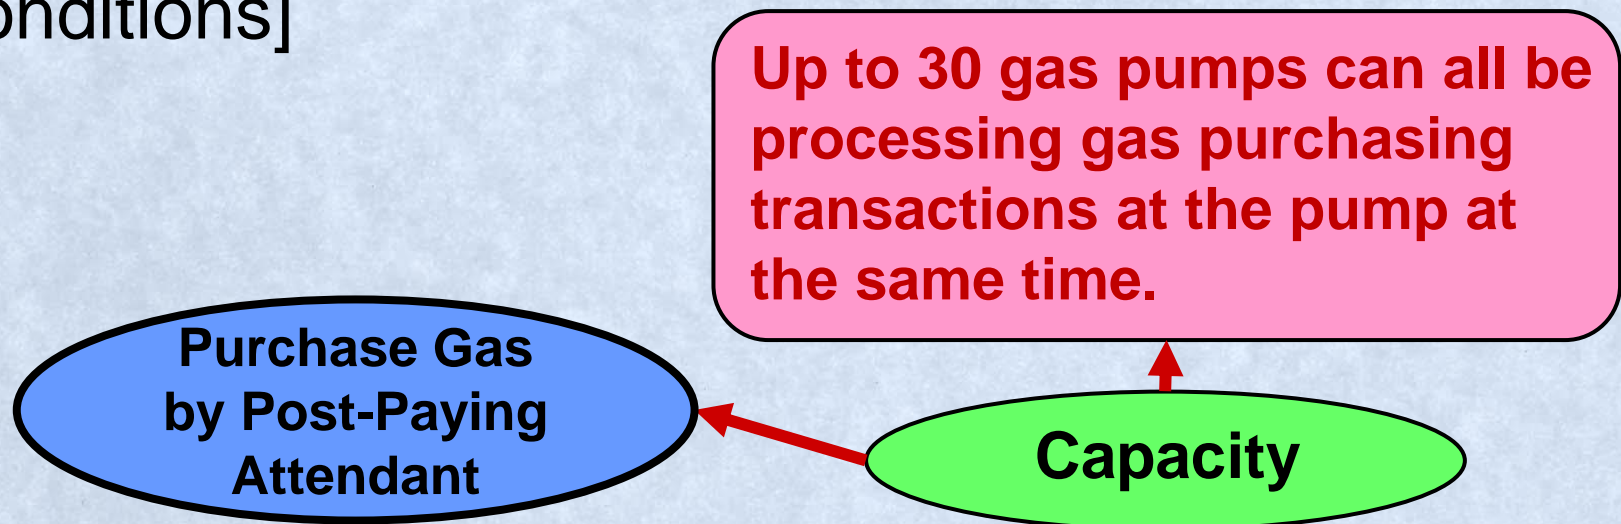 onditions]
Up to 30 gas pumps can all be
processing gas purchasing
transactions at the pump at
the same time.
Purchase Gas
by Post-Paying
Attendant
Capacity